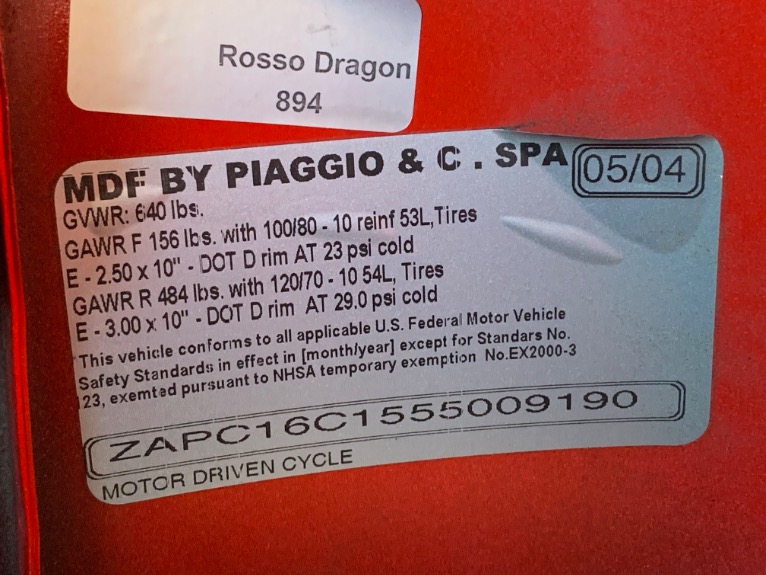 Rosso Dragon
894
MDF BY PIAGGIO & C . SPA 05/04
GVWR: 640 lbs.
GAWR F 156 lbs. with 100/80 - 10 reinf 53L,Tires
E - 2.50 x 10" - DOT D rim AT 23 psi cold
GAWR R 484 lbs. with 120/70 - 10 54L, Tires
E - 3.00 x 10" - DOT D rim AT 29.0 psi cold
This vehicle conforms to all applicable U.S. Federal Motor Vehicle
Safety Standards in effect in [month/year] except for Standars No.
123, exemted pursuant to NHSA temporary exemption No.EX2000-3
ZAPC16C1555009190
MOTOR DRIVEN CYCLE